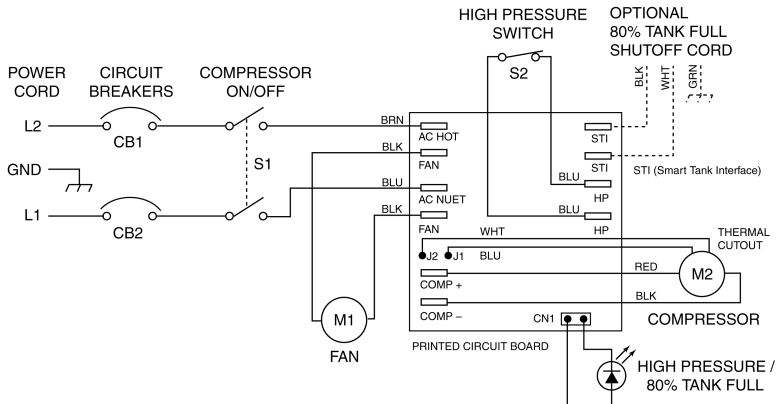 HIGH PRESSURE
SWITCH
OPTIONAL
80% TANK FULL
SHUTOFF CORD
POWER
CORD
CIRCUIT
BREAKERS
COMPRESSOR
ON/OFF
S2
BLK
WHT
GRN
L2
CB1
BRN
AC HOT
STI
BLK
FAN
STI
STI (Smart Tank Interface)
GND
S1
BLU
HP
BLU
AC NUET
L1
CB2
BLK
FAN
BLU
HP
WHT
THERMAL
CUTOUT
J2
J1
BLU
COMP +
RED
M2
BLK
COMP –
CN1
COMPRESSOR
M1
FAN
PRINTED CIRCUIT BOARD
HIGH PRESSURE /
80% TANK FULL